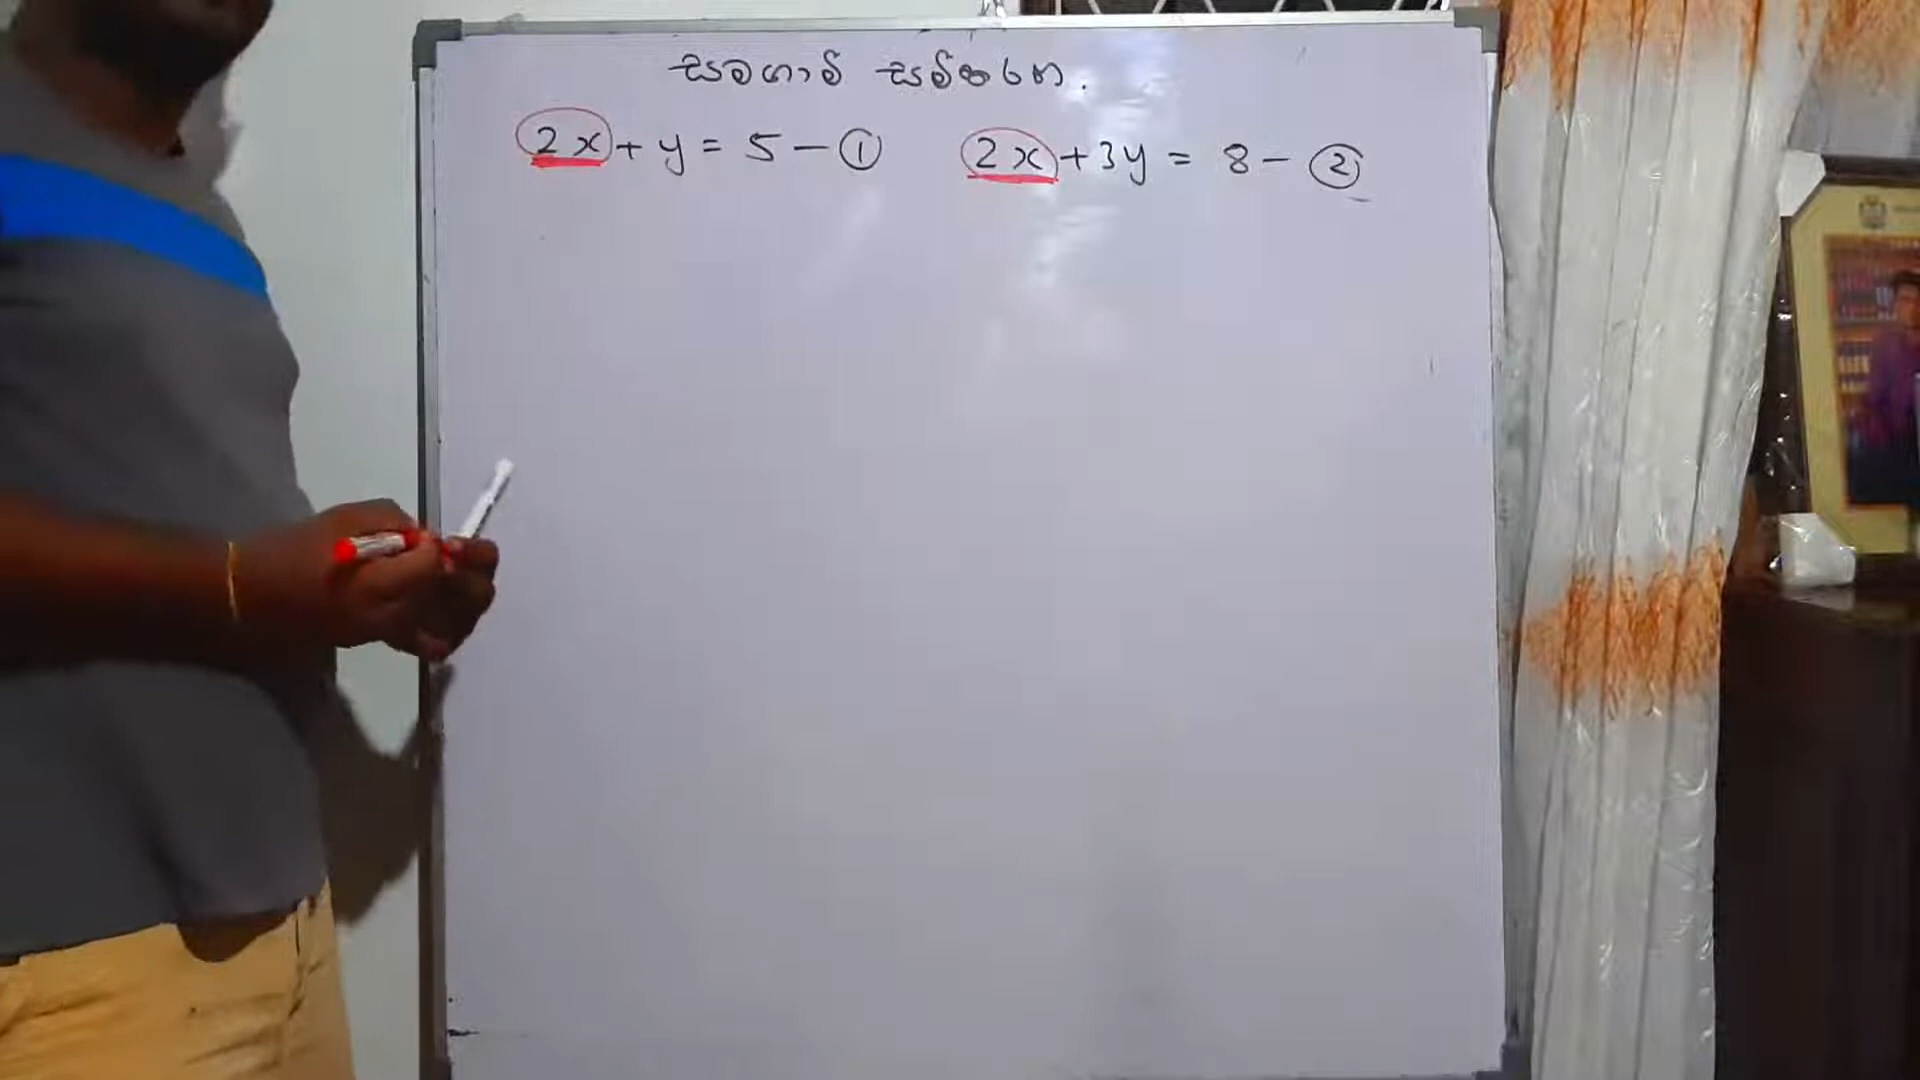 සමගාමී සමීකරණ.
2x + y = 5 – ① 2x + 3y = 8 – ②